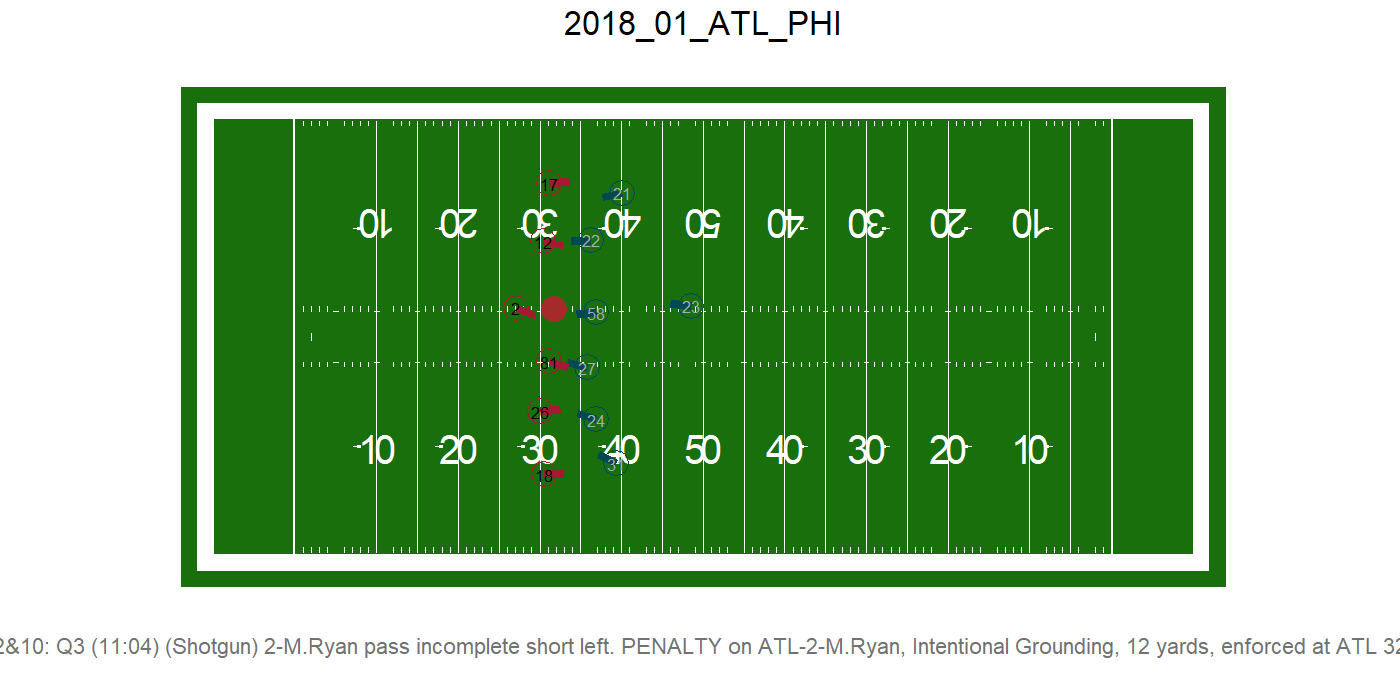 2018_01_ATL_PHI
17 21
10 20 30 40 50 40 30 20 10
12 22
2 58 23
81 27
26 24
10 20 30 40 50 40 30 20 10
18 31
2&10: Q3 (11:04) (Shotgun) 2-M.Ryan pass incomplete short left. PENALTY on ATL-2-M.Ryan, Intentional Grounding, 12 yards, enforced at ATL 32